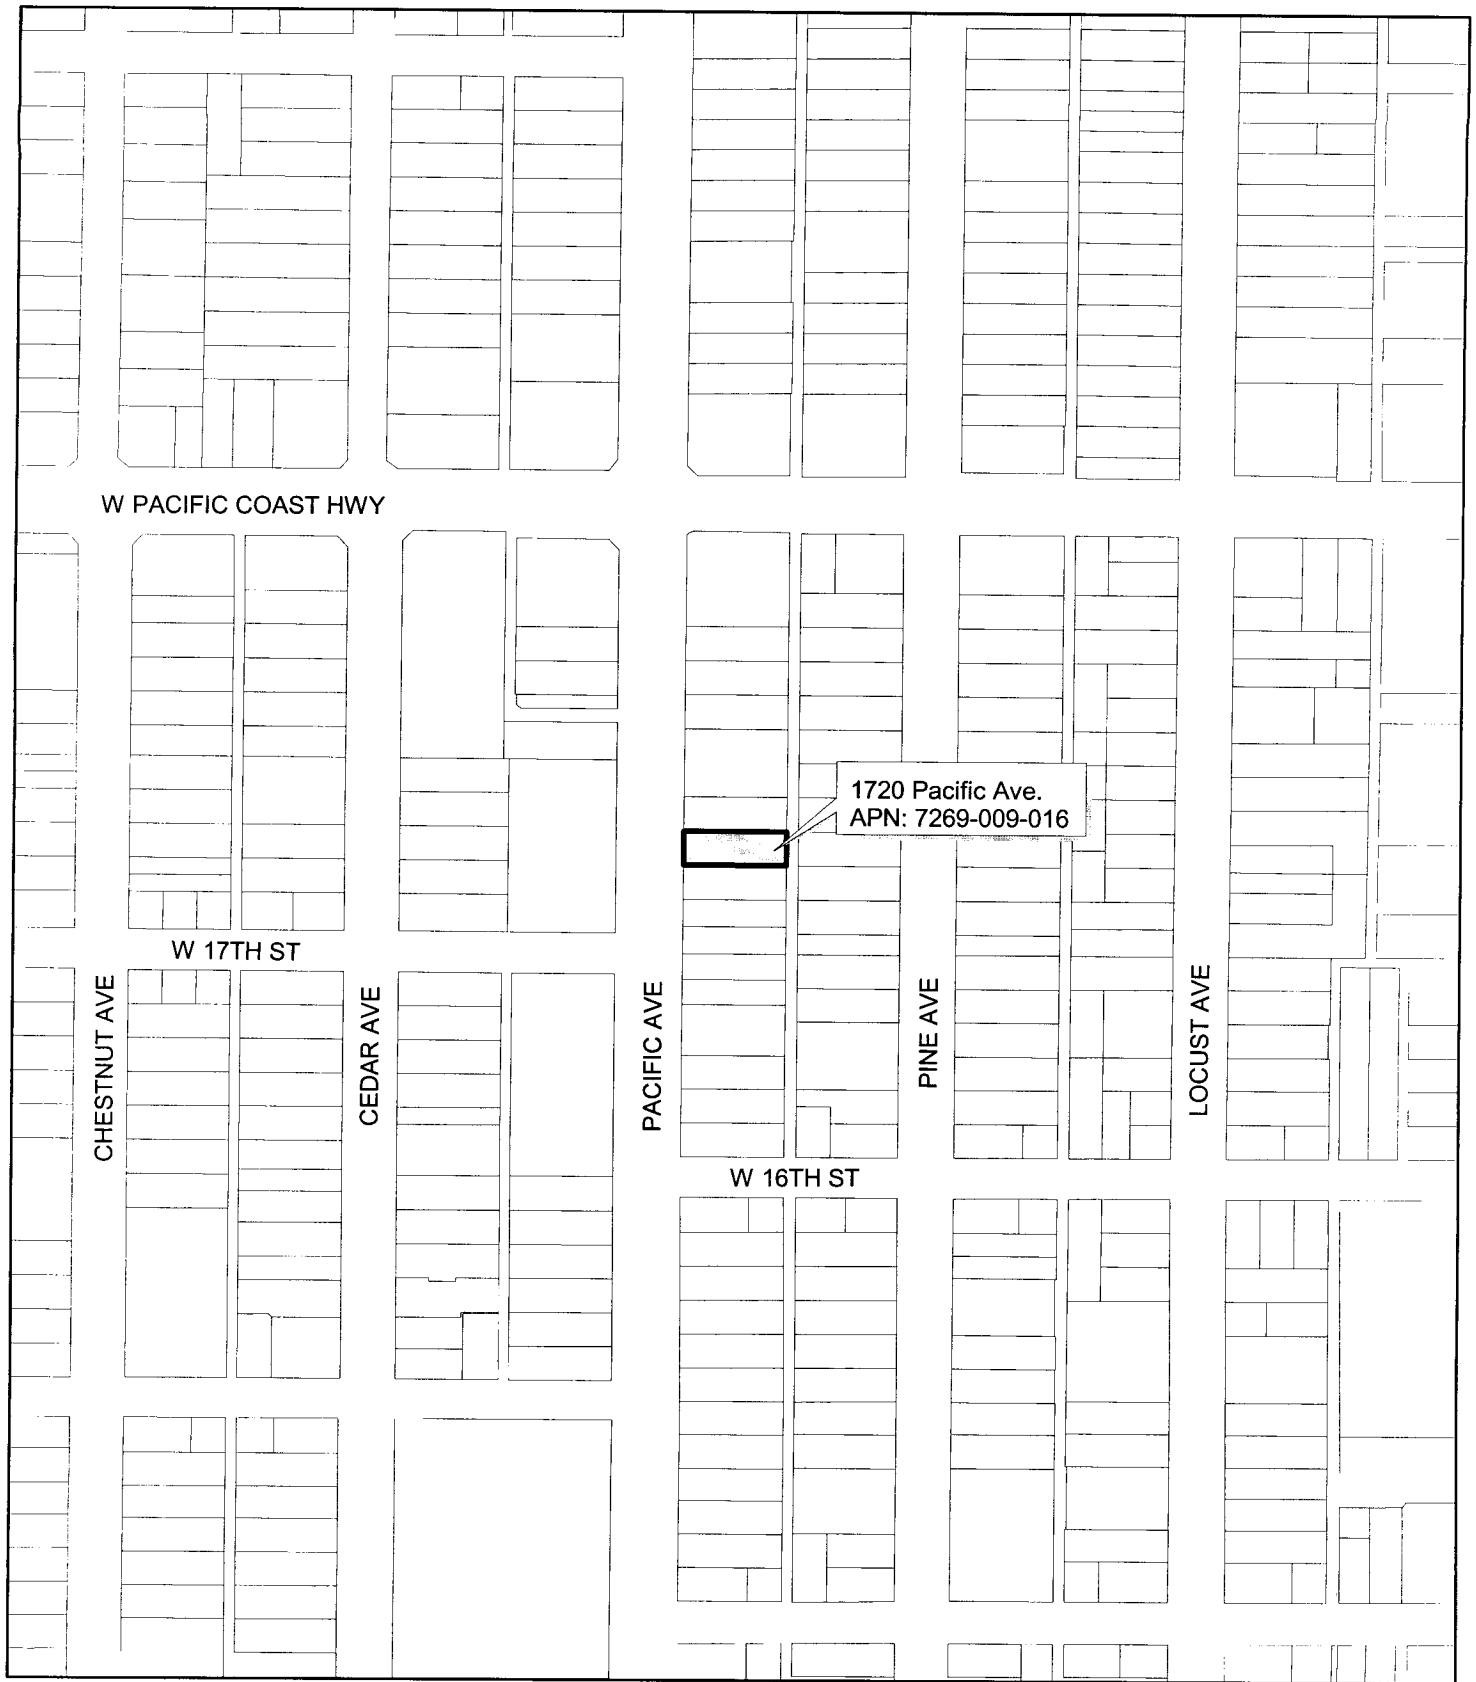 W PACIFIC COAST HWY
1720 Pacific Ave.
APN: 7269-009-016
W 17TH ST
CHESTNUT AVE
CEDAR AVE
PACIFIC AVE
PINE AVE
LOCUST AVE
W 16TH ST